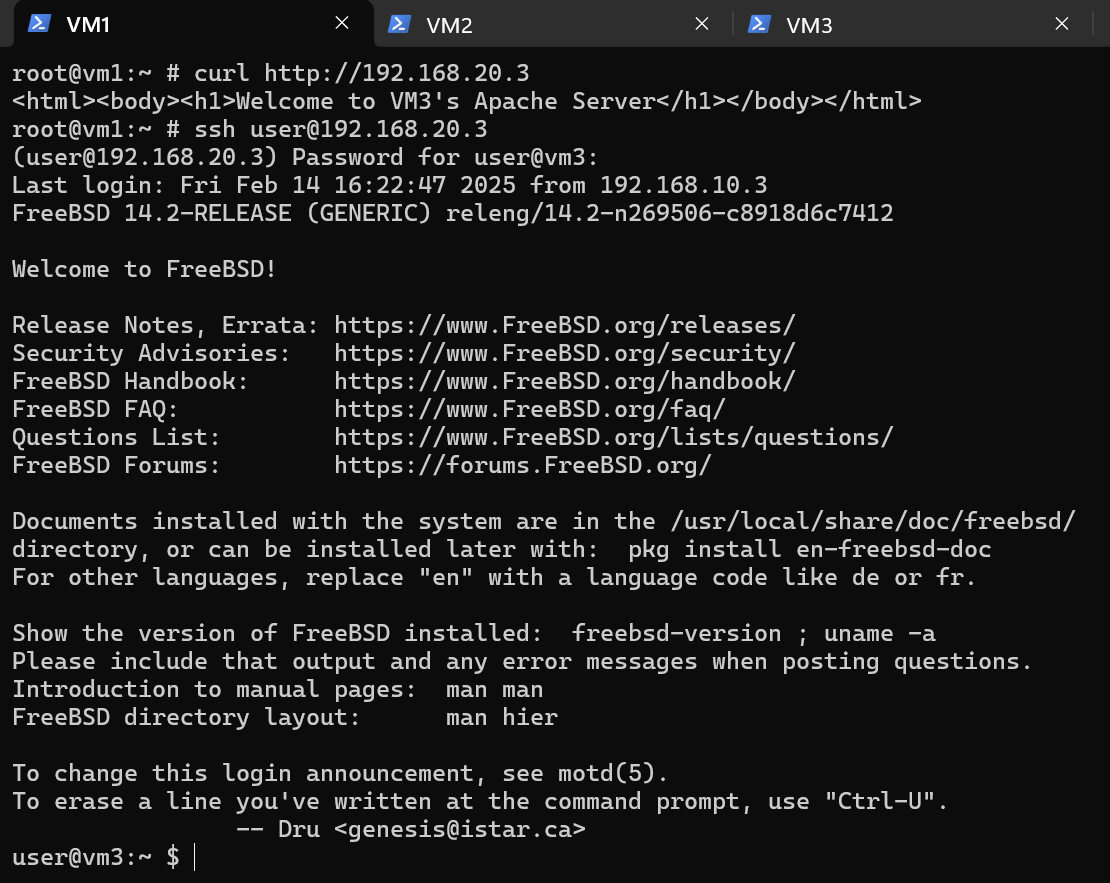 VM1
VM2
VM3
root@vm1:~ # curl http://192.168.20.3
<html><body><h1>Welcome to VM3's Apache Server</h1></body></html>
root@vm1:~ # ssh user@192.168.20.3
(user@192.168.20.3) Password for user@vm3:
Last login: Fri Feb 14 16:22:47 2025 from 192.168.10.3
FreeBSD 14.2-RELEASE (GENERIC) releng/14.2-n269506-c8918d6c7412

Welcome to FreeBSD!

Release Notes, Errata: https://www.FreeBSD.org/releases/
Security Advisories:   https://www.FreeBSD.org/security/
FreeBSD Handbook:      https://www.FreeBSD.org/handbook/
FreeBSD FAQ:           https://www.FreeBSD.org/faq/
Questions List:        https://www.FreeBSD.org/lists/questions/
FreeBSD Forums:        https://forums.FreeBSD.org/

Documents installed with the system are in the /usr/local/share/doc/freebsd/
directory, or can be installed later with:  pkg install en-freebsd-doc
For other languages, replace "en" with a language code like de or fr.

Show the version of FreeBSD installed:  freebsd-version ; uname -a
Please include that output and any error messages when posting questions.
Introduction to manual pages:  man man
FreeBSD directory layout:      man hier

To change this login announcement, see motd(5).
To erase a line you've written at the command prompt, use "Ctrl-U".
                -- Dru <genesis@istar.ca>
user@vm3:~ $